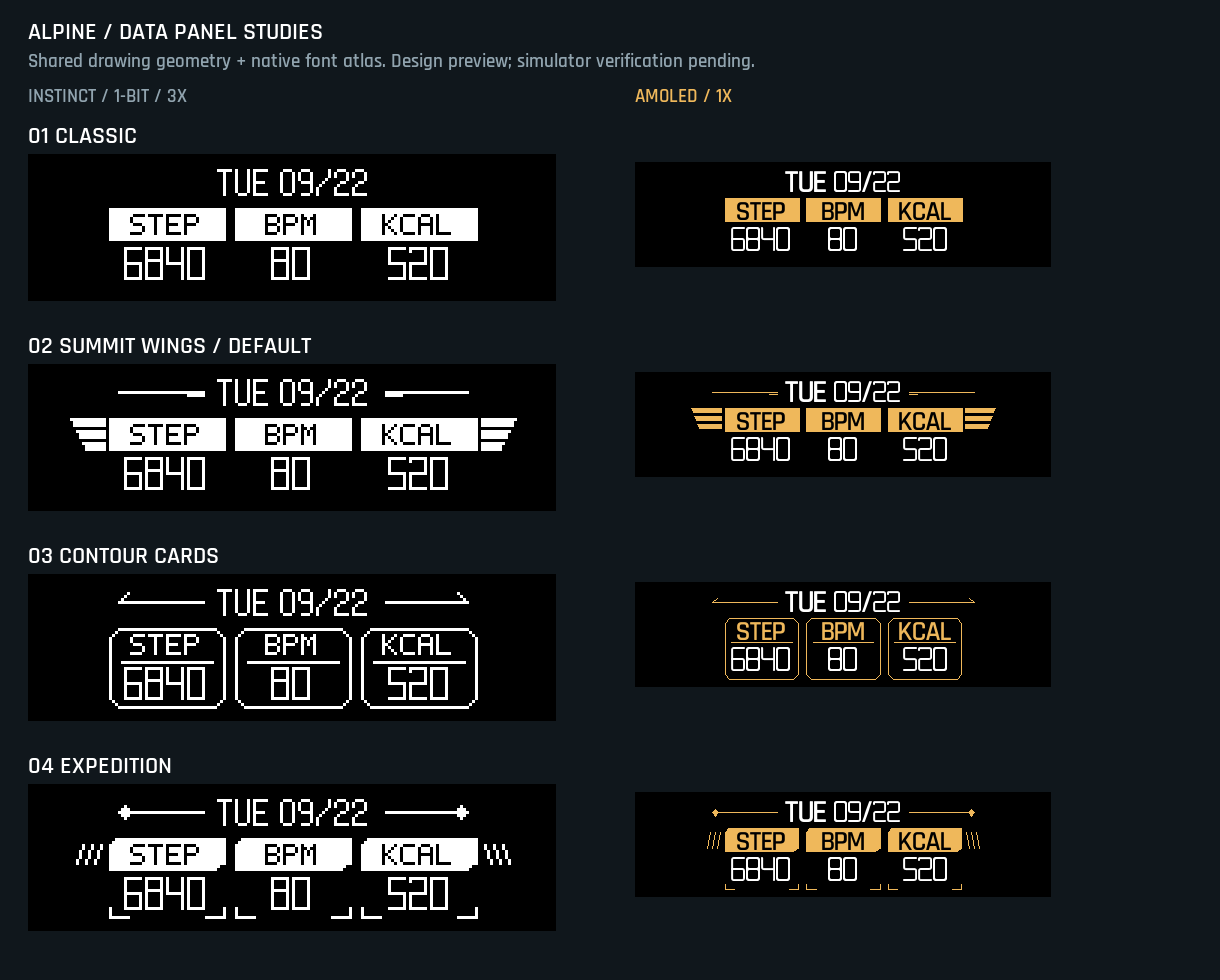 ALPINE / DATA PANEL STUDIES
Shared drawing geometry + native font atlas. Design preview; simulator verification pending.
INSTINCT / 1-BIT / 3X
AMOLED / 1X
01 CLASSIC
TUE 09/22
STEP BPM KCAL
6840 80 520
TUE 09/22
STEP BPM KCAL
6840 80 520
02 SUMMIT WINGS / DEFAULT
TUE 09/22
STEP BPM KCAL
6840 80 520
TUE 09/22
STEP BPM KCAL
6840 80 520
03 CONTOUR CARDS
TUE 09/22
STEP BPM KCAL
6840 80 520
TUE 09/22
STEP BPM KCAL
6840 80 520
04 EXPEDITION
TUE 09/22
STEP BPM KCAL
6840 80 520
TUE 09/22
STEP BPM KCAL
6840 80 520